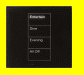 Entertain
Dine
Evening
All Off